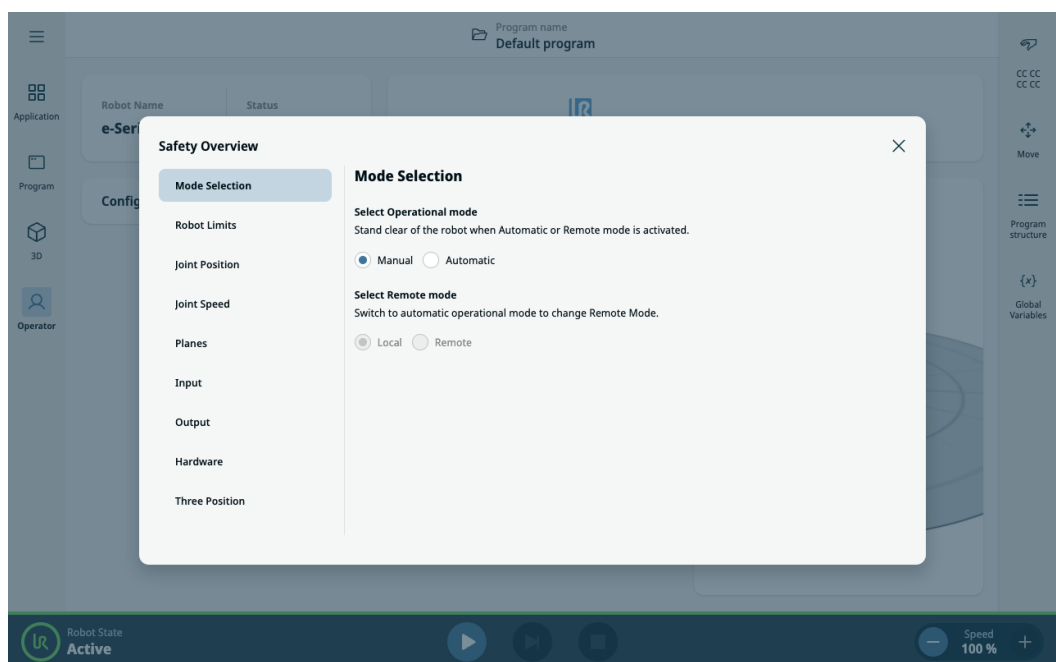 Program name
Default program
Application
Program
3D
Operator
Robot Name
Status
e-Seri
Config
Safety Overview
Mode Selection
Robot Limits
Joint Position
Joint Speed
Planes
Input
Output
Hardware
Three Position
Mode Selection
Select Operational mode
Stand clear of the robot when Automatic or Remote mode is activated.
Manual Automatic
Select Remote mode
Switch to automatic operational mode to change Remote Mode.
Local Remote
CC CC
CC CC
Move
Program
structure
{x}
Global
Variables
Robot State
Active
Speed
100 %